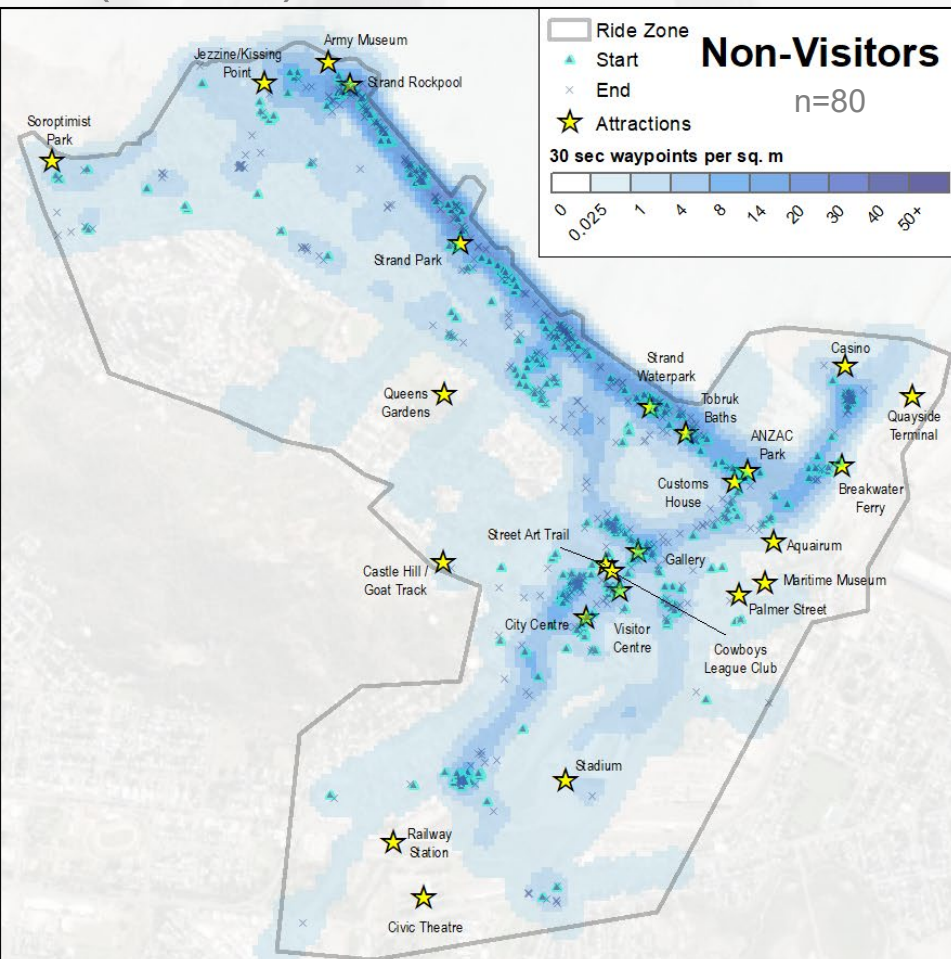 Ride Zone
Start
End
Attractions
Non-Visitors
n=80
30 sec waypoints per sq. m
0
0.025
1
4
8
14
20
30
40
50+
Army Museum
Jezzine/Kissing
Point
Strand Rockpool
Soroptimist
Park
Strand Park
Casino
Strand
Waterpark
Queens
Gardens
Tobruk
Baths
Quayside
Terminal
ANZAC
Park
Customs
House
Breakwater
Ferry
Street Art Trail
Aquairum
Gallery
Castle Hill /
Goat Track
Maritime Museum
Palmer Street
City Centre
Visitor
Centre
Cowboys
League Club
Stadium
Railway
Station
Civic Theatre